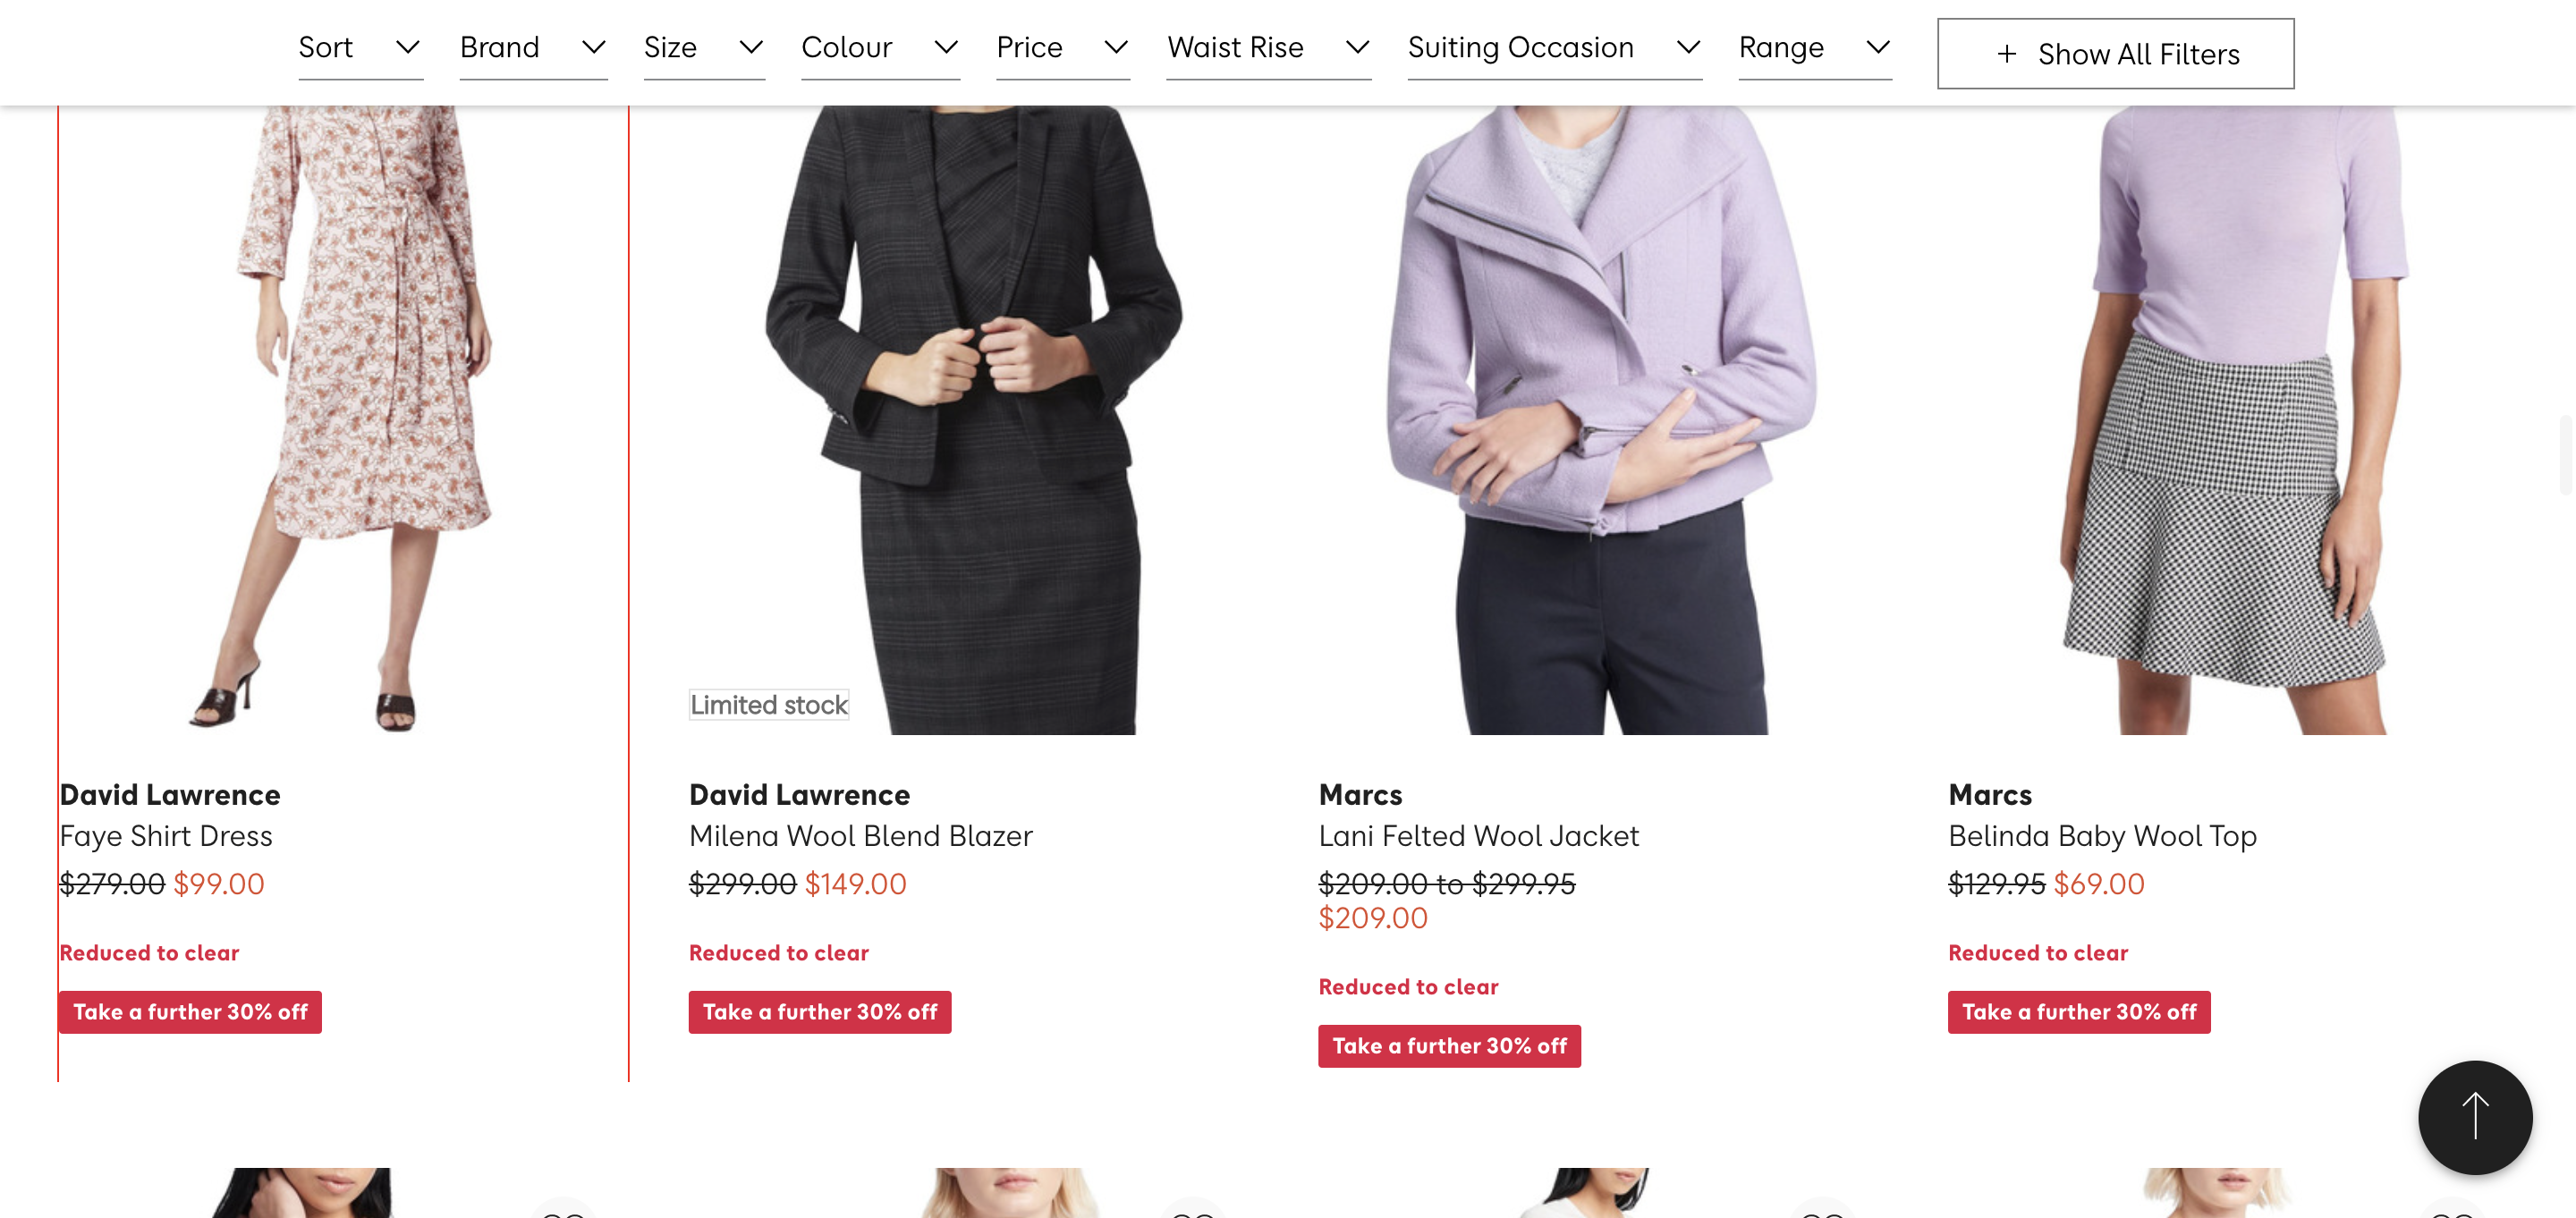 Sort
Brand
Size
Colour
Price
Waist Rise
Suiting Occasion
Range
+ Show All Filters
Limited stock
David Lawrence
Faye Shirt Dress
$279.00 $99.00
Reduced to clear
Take a further 30% off
David Lawrence
Milena Wool Blend Blazer
$299.00 $149.00
Reduced to clear
Take a further 30% off
Marcs
Lani Felted Wool Jacket
$209.00 to $299.95
$209.00
Reduced to clear
Take a further 30% off
Marcs
Belinda Baby Wool Top
$129.95 $69.00
Reduced to clear
Take a further 30% off